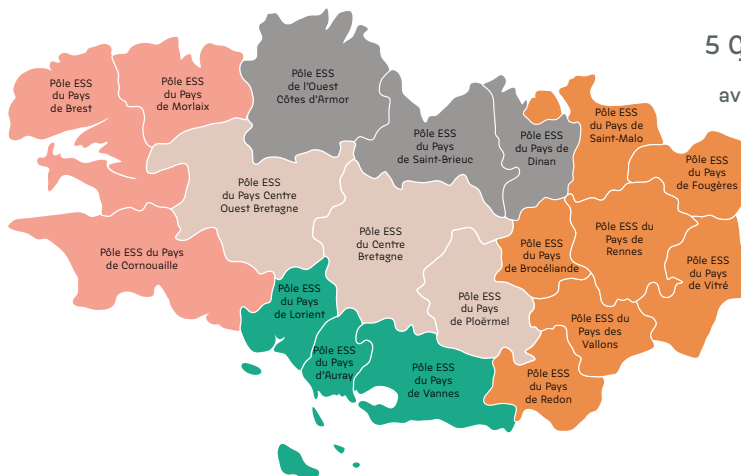 5 
av
Pôle ESS
du Pays
de Brest
Pôle ESS
du Pays
de Morlaix
Pôle ESS
de l'Ouest
Côtes d'Armor
Pôle ESS
du Pays
de Saint-Brieuc
Pôle ESS
du Pays de
Dinan
Pôle ESS
du Pays de
Saint-Malo
Pôle ESS
du Pays
de Fougères
Pôle ESS
du Pays Centre
Ouest Bretagne
Pôle ESS
du Centre
Bretagne
Pôle ESS du
Pays de
Rennes
Pôle ESS
du Pays
de Brocéliande
Pôle ESS du Pays
de Cornouaille
Pôle ESS
du Pays
de Vitré
Pôle ESS
du Pays
de Lorient
Pôle ESS
du Pays
de Ploërmel
Pôle ESS du
Pays des
Vallons
Pôle ESS
du Pays
d'Auray
Pôle ESS
du Pays
de Vannes
Pôle ESS
du Pays
de Redon